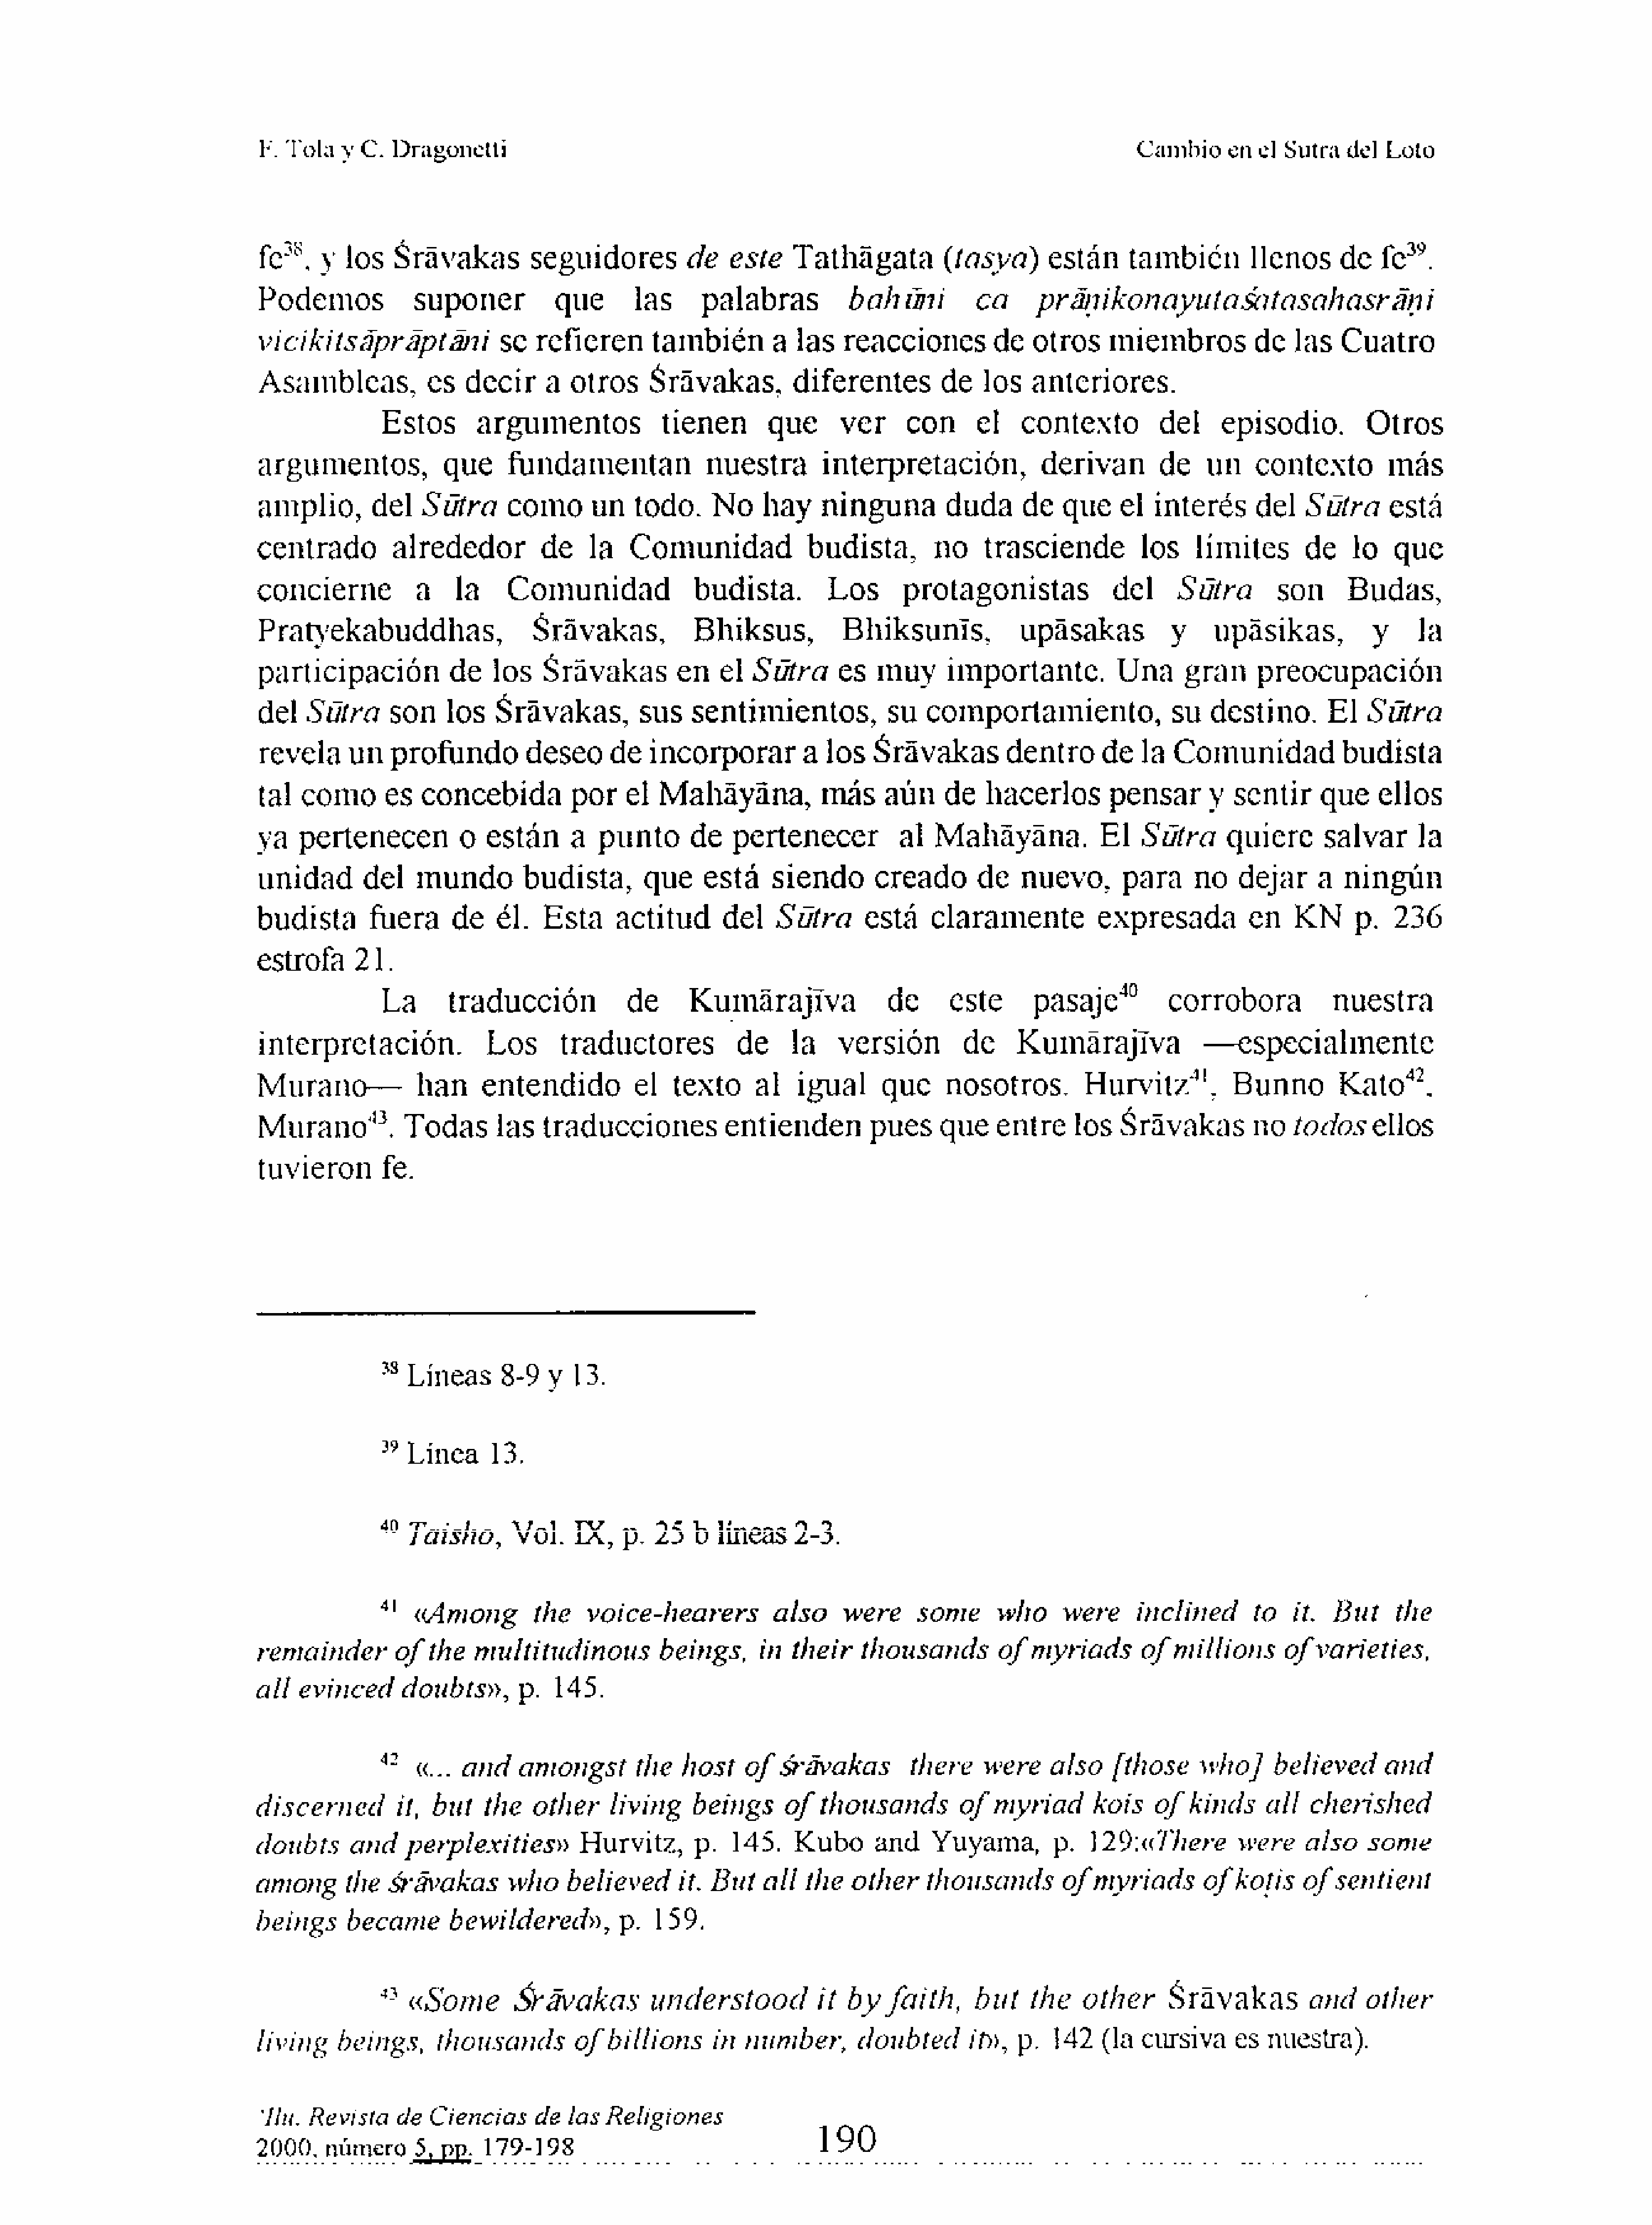 F. Tola y C. Dragonetti Cambio en el Sutra del Loto
fe³⁸, y los Śrāvakas seguidores de este Tathāgata (tasya) están también llenos de fe³⁹.
Podemos suponer que las palabras bahūni ca prāṇikonayutaśatasahasrāṇi
vicikitsāprāptāni se refieren también a las reacciones de otros miembros de las Cuatro
Asambleas, es decir a otros Śrāvakas, diferentes de los anteriores.
Estos argumentos tienen que ver con el contexto del episodio. Otros
argumentos, que fundamentan nuestra interpretación, derivan de un contexto más
amplio, del Sūtra como un todo. No hay ninguna duda de que el interés del Sūtra está
centrado alrededor de la Comunidad budista, no trasciende los límites de lo que
concierne a la Comunidad budista. Los protagonistas del Sūtra son Budas,
Pratyekabuddhas, Śrāvakas, Bhiksus, Bhiksunīs, upāsakas y upāsikas, y la
participación de los Śrāvakas en el Sūtra es muy importante. Una gran preocupación
del Sūtra son los Śrāvakas, sus sentimientos, su comportamiento, su destino. El Sūtra
revela un profundo deseo de incorporar a los Śrāvakas dentro de la Comunidad budista
tal como es concebida por el Mahāyāna, más aún de hacerlos pensar y sentir que ellos
ya pertenecen o están a punto de pertenecer al Mahāyāna. El Sūtra quiere salvar la
unidad del mundo budista, que está siendo creado de nuevo, para no dejar a ningún
budista fuera de él. Esta actitud del Sūtra está claramente expresada en KN p. 236
estrofa 21.
La traducción de Kumārajīva de este pasaje⁴⁰ corrobora nuestra
interpretación. Los traductores de la versión de Kumārajīva —especialmente
Murano— han entendido el texto al igual que nosotros. Hurvitz⁴¹, Bunno Kato⁴²,
Murano⁴³. Todas las traducciones entienden pues que entre los Śrāvakas no todos ellos
tuvieron fe.
³⁸ Líneas 8-9 y 13.
³⁹ Línea 13.
⁴⁰ Taishō, Vol. IX, p. 25 b líneas 2-3.
⁴¹ «Among the voice-hearers also were some who were inclined to it. But the
remainder of the multitudinous beings, in their thousands of myriads of millions of varieties,
all evinced doubts», p. 145.
⁴² «... and amongst the host of śrāvakas there were also [those who] believed and
discerned it, but the other living beings of thousands of myriad kois of kinds all cherished
doubts and perplexities» Hurvitz, p. 145. Kubo and Yuyama, p. 129:«There were also some
among the śrāvakas who believed it. But all the other thousands of myriads of koṭis of sentient
beings became bewildered», p. 159.
⁴³ «Some Śrāvakas understood it by faith, but the other Śrāvakas and other
living beings, thousands of billions in number, doubted it», p. 142 (la cursiva es nuestra).
'Ilu. Revista de Ciencias de las Religiones
2000, número 5, pp. 179-198 190